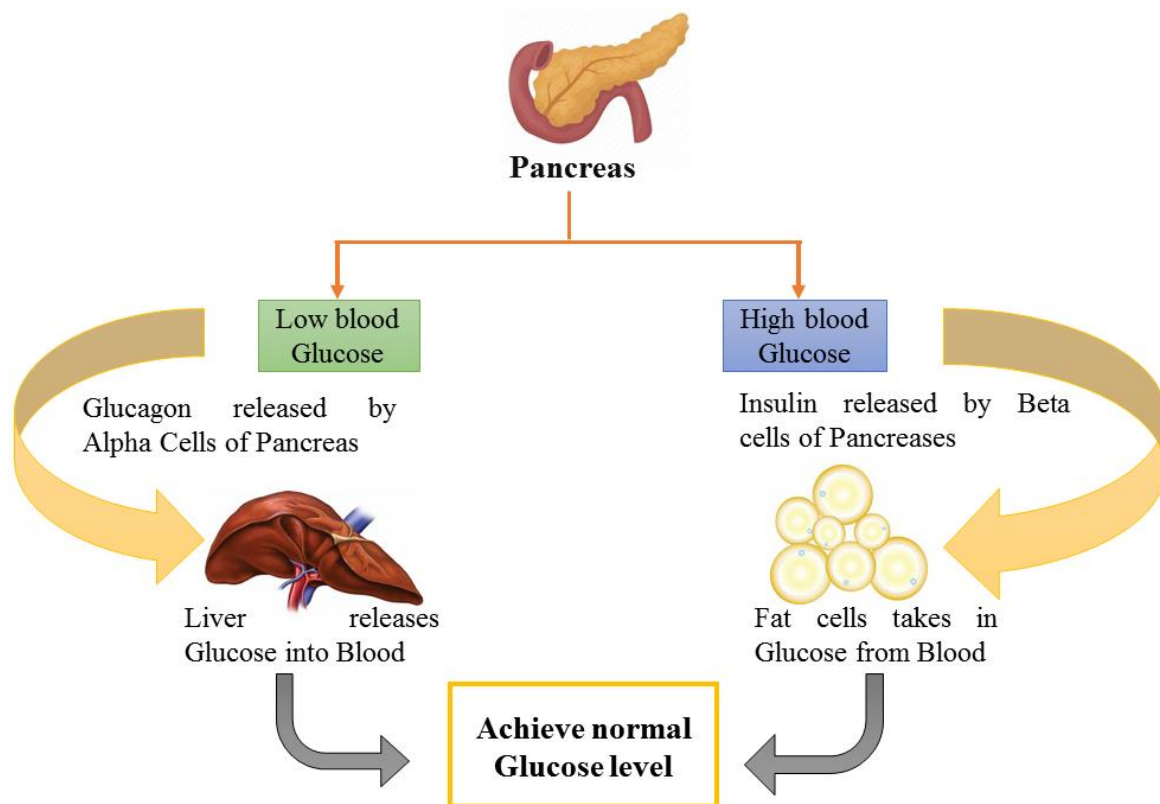 Pancreas
Low blood
Glucose
High blood
Glucose
Glucagon released by
Alpha Cells of Pancreas
Insulin released by Beta
cells of Pancreases
Liver releases
Glucose into Blood
Fat cells takes in
Glucose from Blood
Achieve normal
Glucose level